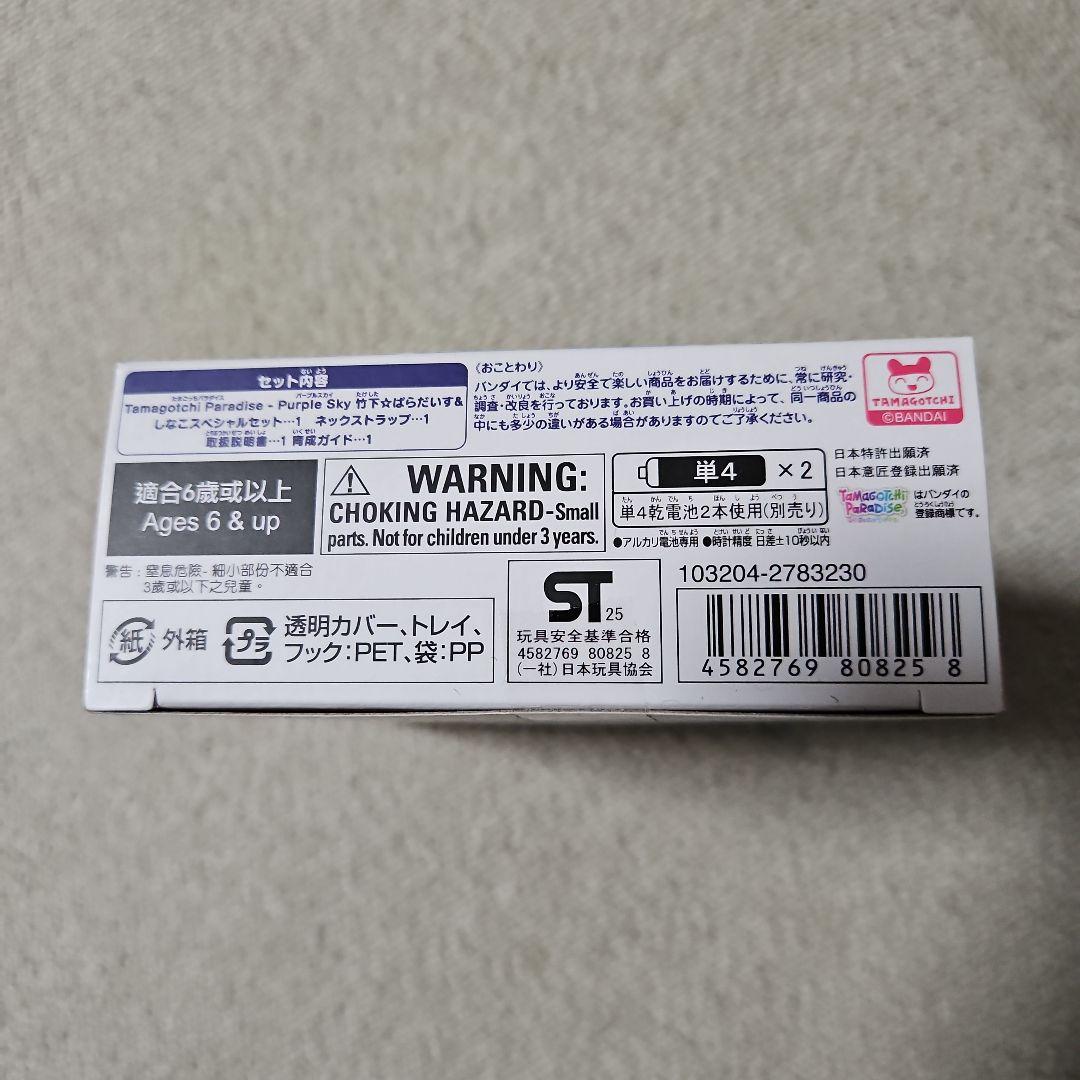 セット内容
Tamagotchi Paradise - Purple Sky 竹下☆ぱらだいす&
しなこスペシャルセット…1 ネックストラップ…1
取扱説明書…1 育成ガイド…1
〈おことわり〉
バンダイでは、より安全で楽しい商品をお届けするために、常に研究・
調査・改良を行っております。お買い上げの時期によって、同一商品の
中にも多少の違いがある場合がありますのでご了承ください。
TAMAGOTCHI
©BANDAI
適合6歲或以上
Ages 6 & up
警告：窒息危險-細小部份不適合
3歲或以下之兒童。
WARNING:
CHOKING HAZARD-Small
parts. Not for children under 3 years.
単4 ×2
単4乾電池2本使用(別売り)
●アルカリ電池専用 ●時計精度 日差±10秒以内
日本特許出願済
日本意匠登録出願済
TAMAGOTCHI PARADISE はバンダイの
登録商標です。
紙 外箱
プラ 透明カバー、トレイ、
フック:PET、袋:PP
ST 25
玩具安全基準合格
4582769 80825 8
(一社)日本玩具協会
103204-2783230
4582769 80825 8